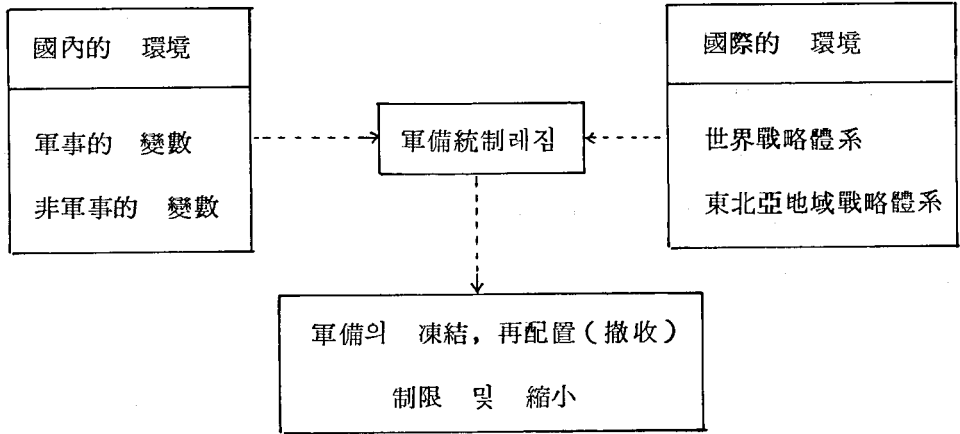 國內的 環境
軍事的 變數
非軍事的 變數
軍備統制레짐
國際的 環境
世界戰略體系
東北亞地域戰略體系
軍備의 凍結, 再配置(撤收)
制限 및 縮小